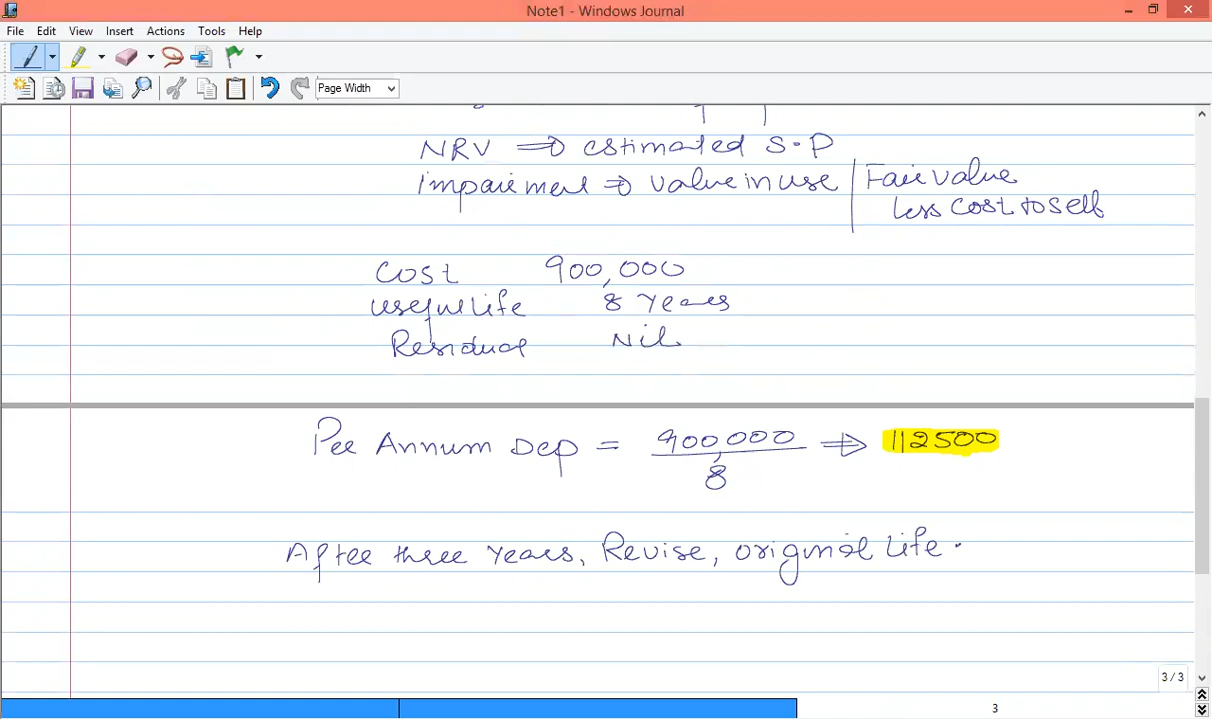 Note1 - Windows Journal
File Edit View Insert Actions Tools Help
Page Width
NRV ⇒ estimated S.P
Impairment ⇒ value in use | Fair value
less cost to sell
Cost 900,000
Useful life 8 Years
Residual Nil
Per Annum Dep = 900,000 ⇒ 112500
8
After three years, Revise, original Life.
3 / 3
3